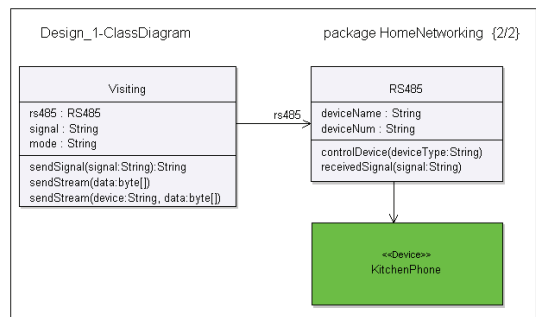 Design_1-ClassDiagram
package HomeNetworking {2/2}
Visiting
rs485 : RS485
signal : String
mode : String
sendSignal(signal:String):String
sendStream(data:byte[])
sendStream(device:String, data:byte[])
rs485
RS485
deviceName : String
deviceNum : String
controlDevice(deviceType:String)
receivedSignal(signal:String)
<<Device>>
KitchenPhone